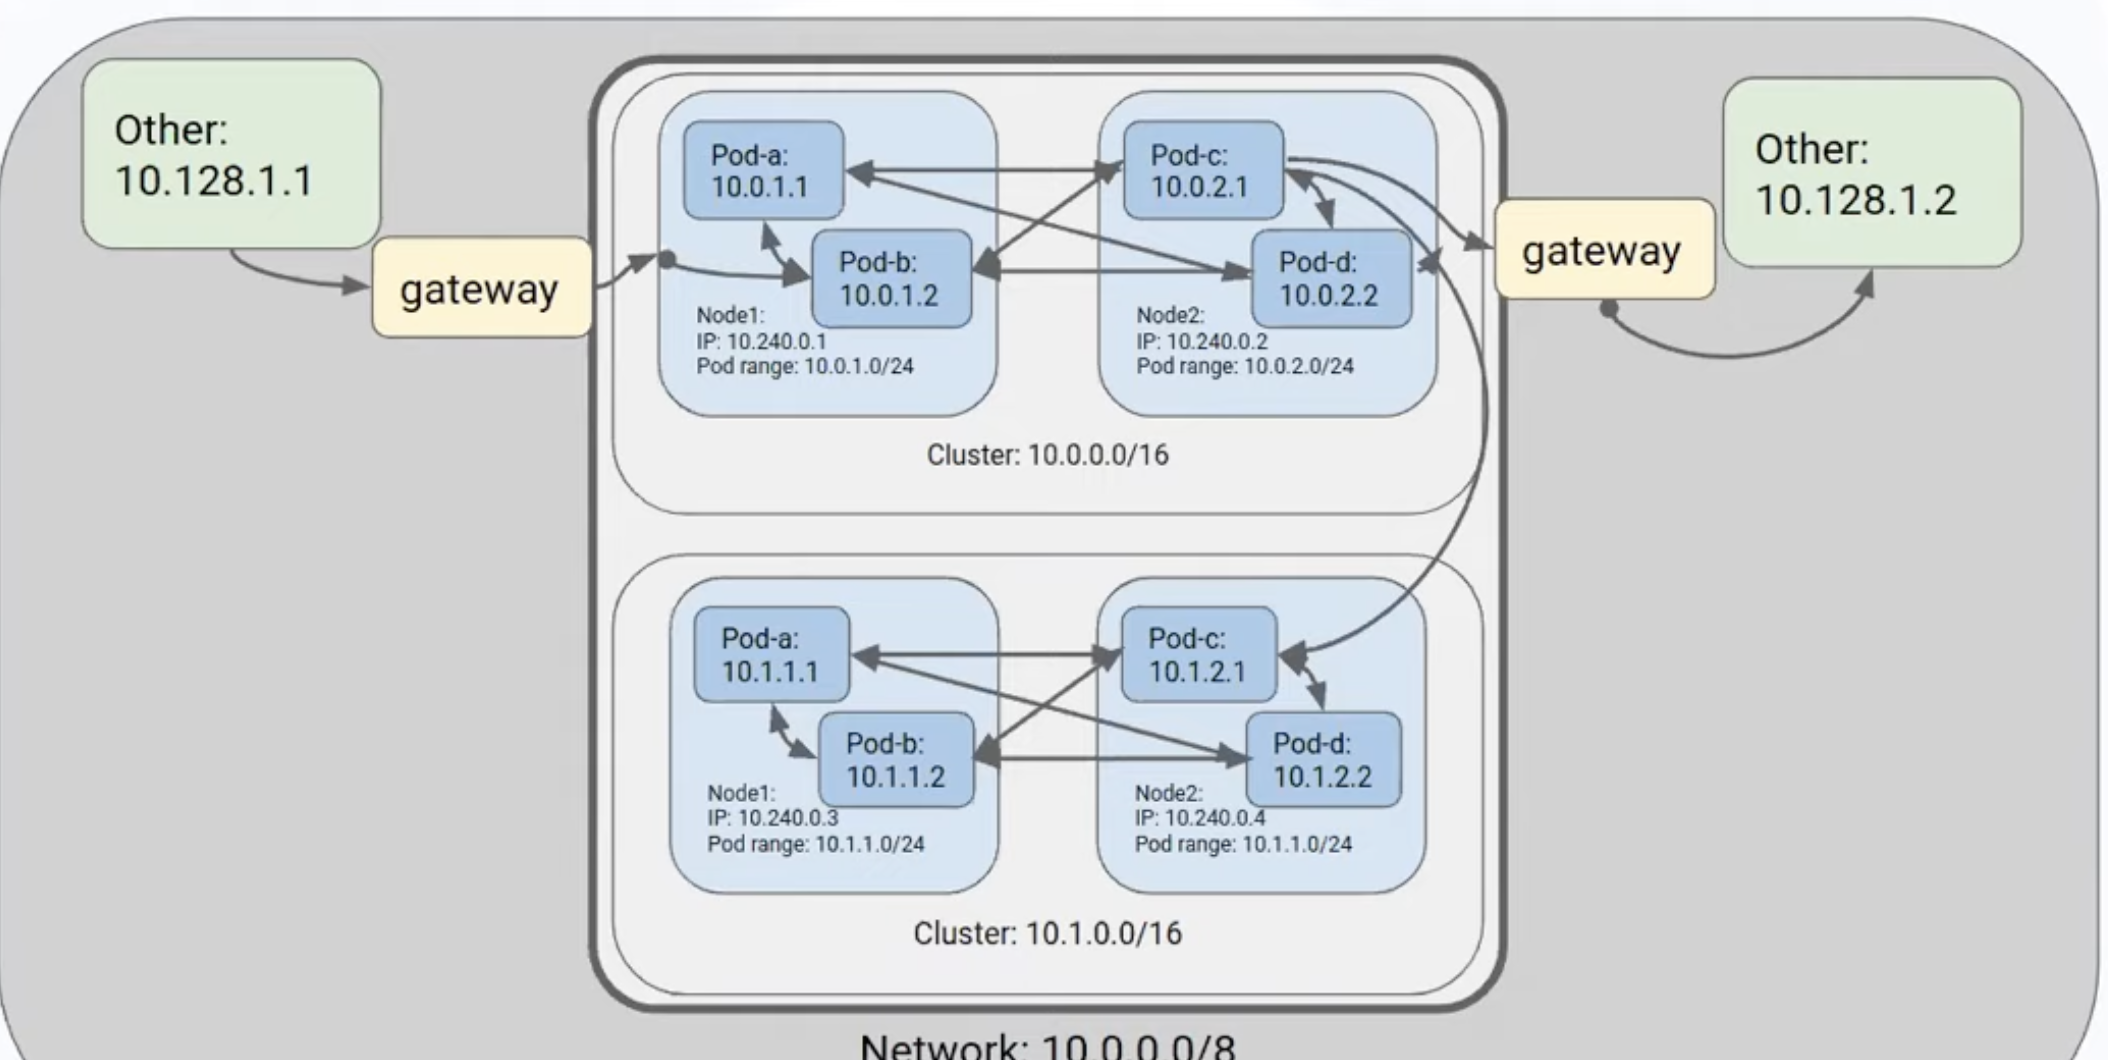 Other:
10.128.1.1
gateway
Pod-a:
10.0.1.1
Pod-b:
10.0.1.2
Node1:
IP: 10.240.0.1
Pod range: 10.0.1.0/24
Pod-c:
10.0.2.1
Pod-d:
10.0.2.2
Node2:
IP: 10.240.0.2
Pod range: 10.0.2.0/24
Cluster: 10.0.0.0/16
gateway
Other:
10.128.1.2
Pod-a:
10.1.1.1
Pod-b:
10.1.1.2
Node1:
IP: 10.240.0.3
Pod range: 10.1.1.0/24
Pod-c:
10.1.2.1
Pod-d:
10.1.2.2
Node2:
IP: 10.240.0.4
Pod range: 10.1.1.0/24
Cluster: 10.1.0.0/16
Network: 10.0.0.0/8